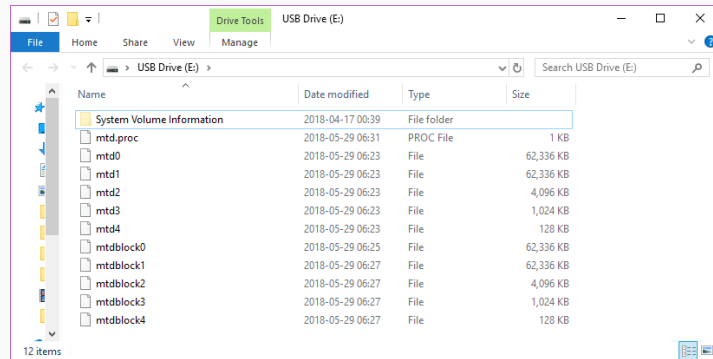 Drive Tools USB Drive (E:)
File Home Share View Manage
USB Drive (E:) Search USB Drive (E:)
Name Date modified Type Size
System Volume Information 2018-04-17 00:39 File folder
mtd.proc 2018-05-29 06:31 PROC File 1 KB
mtd0 2018-05-29 06:23 File 62,336 KB
mtd1 2018-05-29 06:23 File 62,336 KB
mtd2 2018-05-29 06:23 File 4,096 KB
mtd3 2018-05-29 06:23 File 1,024 KB
mtd4 2018-05-29 06:23 File 128 KB
mtdblock0 2018-05-29 06:25 File 62,336 KB
mtdblock1 2018-05-29 06:27 File 62,336 KB
mtdblock2 2018-05-29 06:27 File 4,096 KB
mtdblock3 2018-05-29 06:27 File 1,024 KB
mtdblock4 2018-05-29 06:27 File 128 KB
12 items